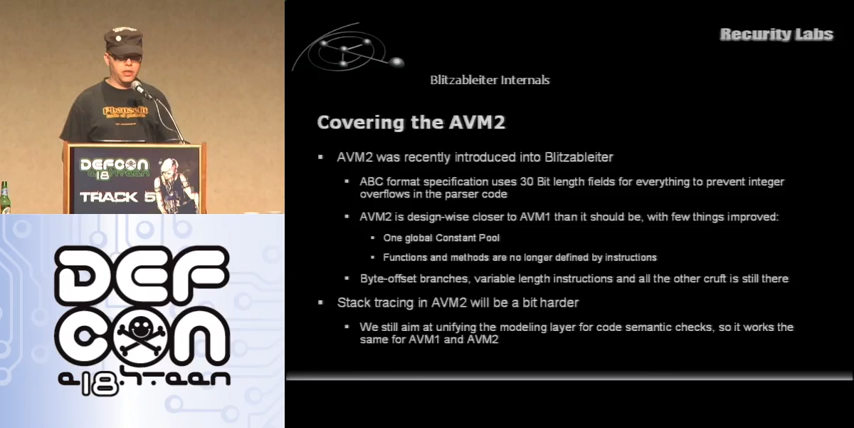 DEFCON
18
TRACK 5
DEF
CON
Recurity Labs
Blitzableiter Internals
Covering the AVM2
AVM2 was recently introduced into Blitzableiter
ABC format specification uses 30 Bit length fields for everything to prevent integer
overflows in the parser code
AVM2 is design-wise closer to AVM1 than it should be, with few things improved:
One global Constant Pool
Functions and methods are no longer defined by instructions
Byte-offset branches, variable length instructions and all the other cruft is still there
Stack tracing in AVM2 will be a bit harder
We still aim at unifying the modeling layer for code semantic checks, so it works the
same for AVM1 and AVM2